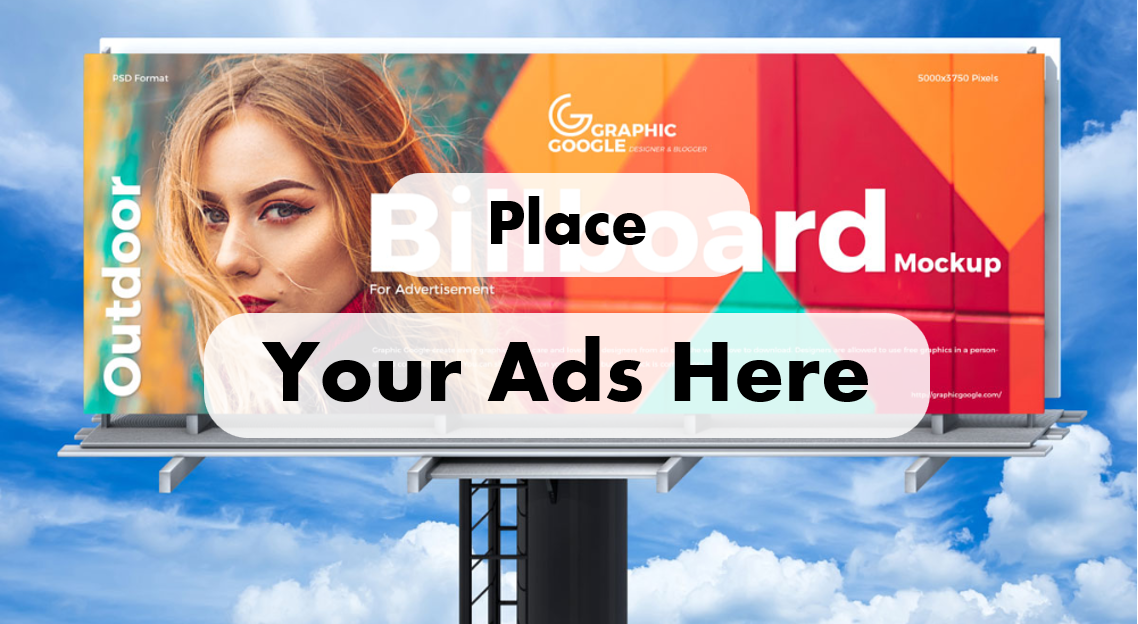 PSD Format
5000x3750 Pixels
GRAPHIC
GOOGLE DESIGNER & BLOGGER
Outdoor
Billboard Mockup
Place
For Advertisement
Your Ads Here
http://graphicgoogle.com/